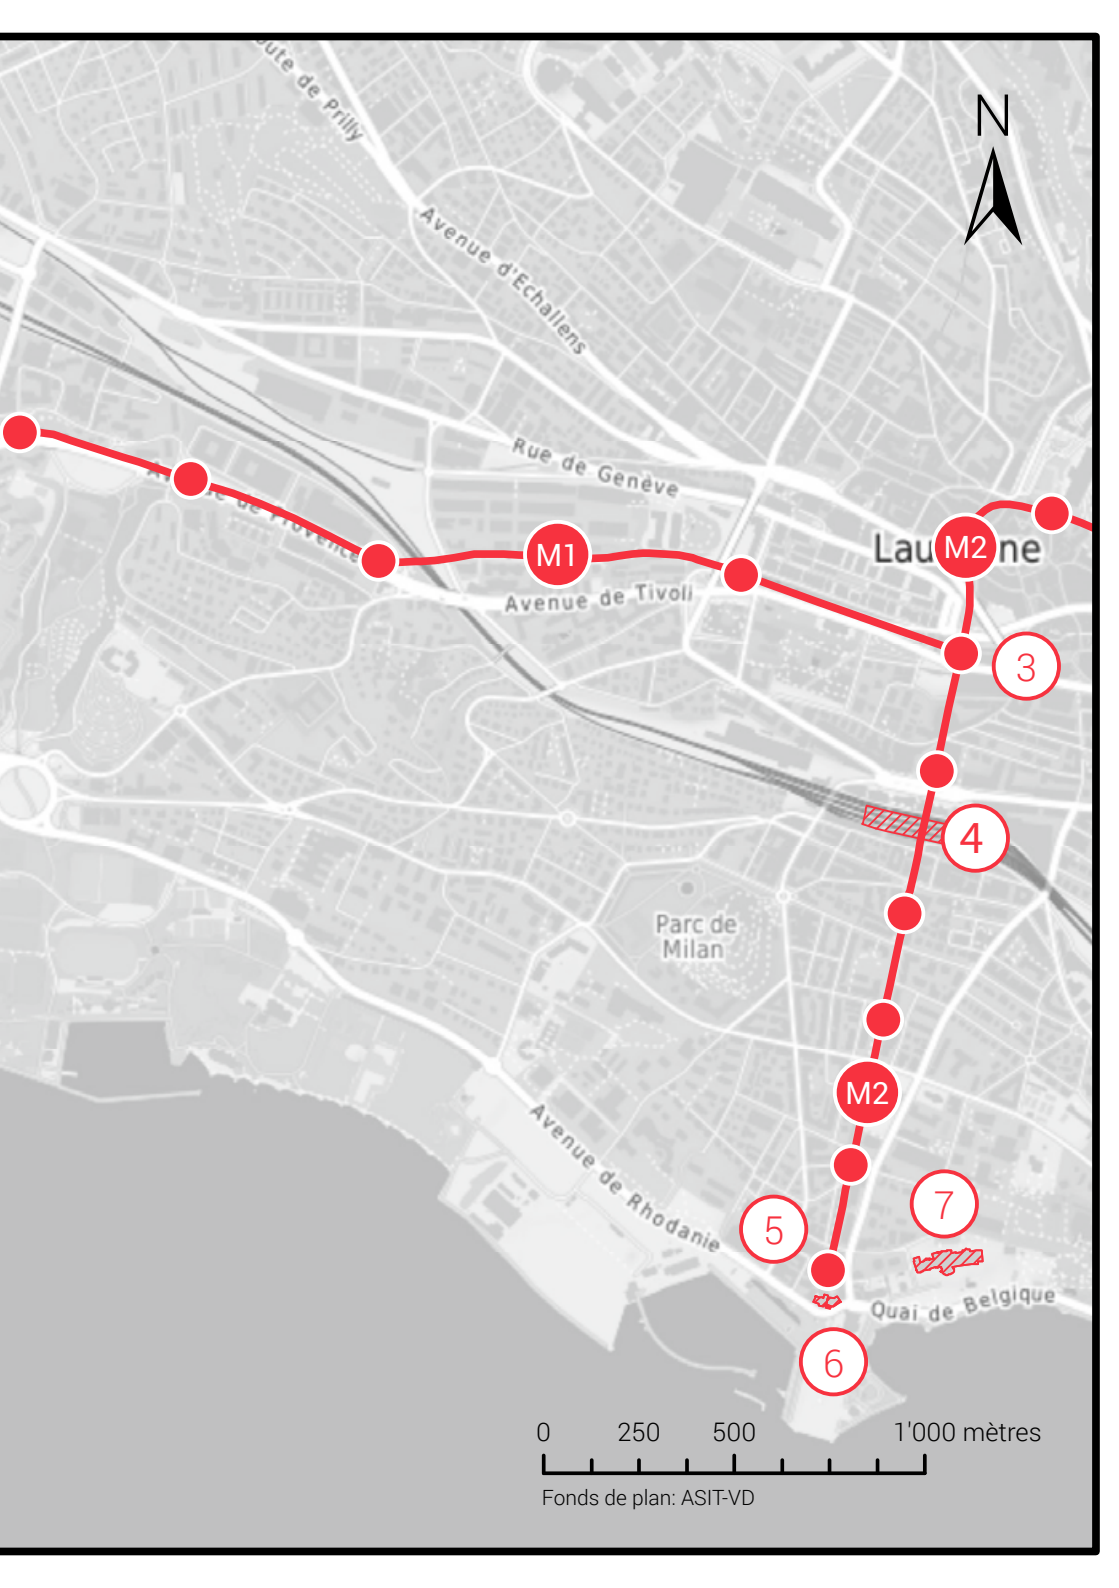 Route de Prilly
N
Avenue d'Echallens
Rue de Genève
Avenue de Provence
M1
Lausanne
M2
Avenue de Tivoli
3
4
Parc de
Milan
M2
Avenue de Rhodanie
5
7
6
Quai de Belgique
0 250 500 1'000 mètres
Fonds de plan: ASIT-VD